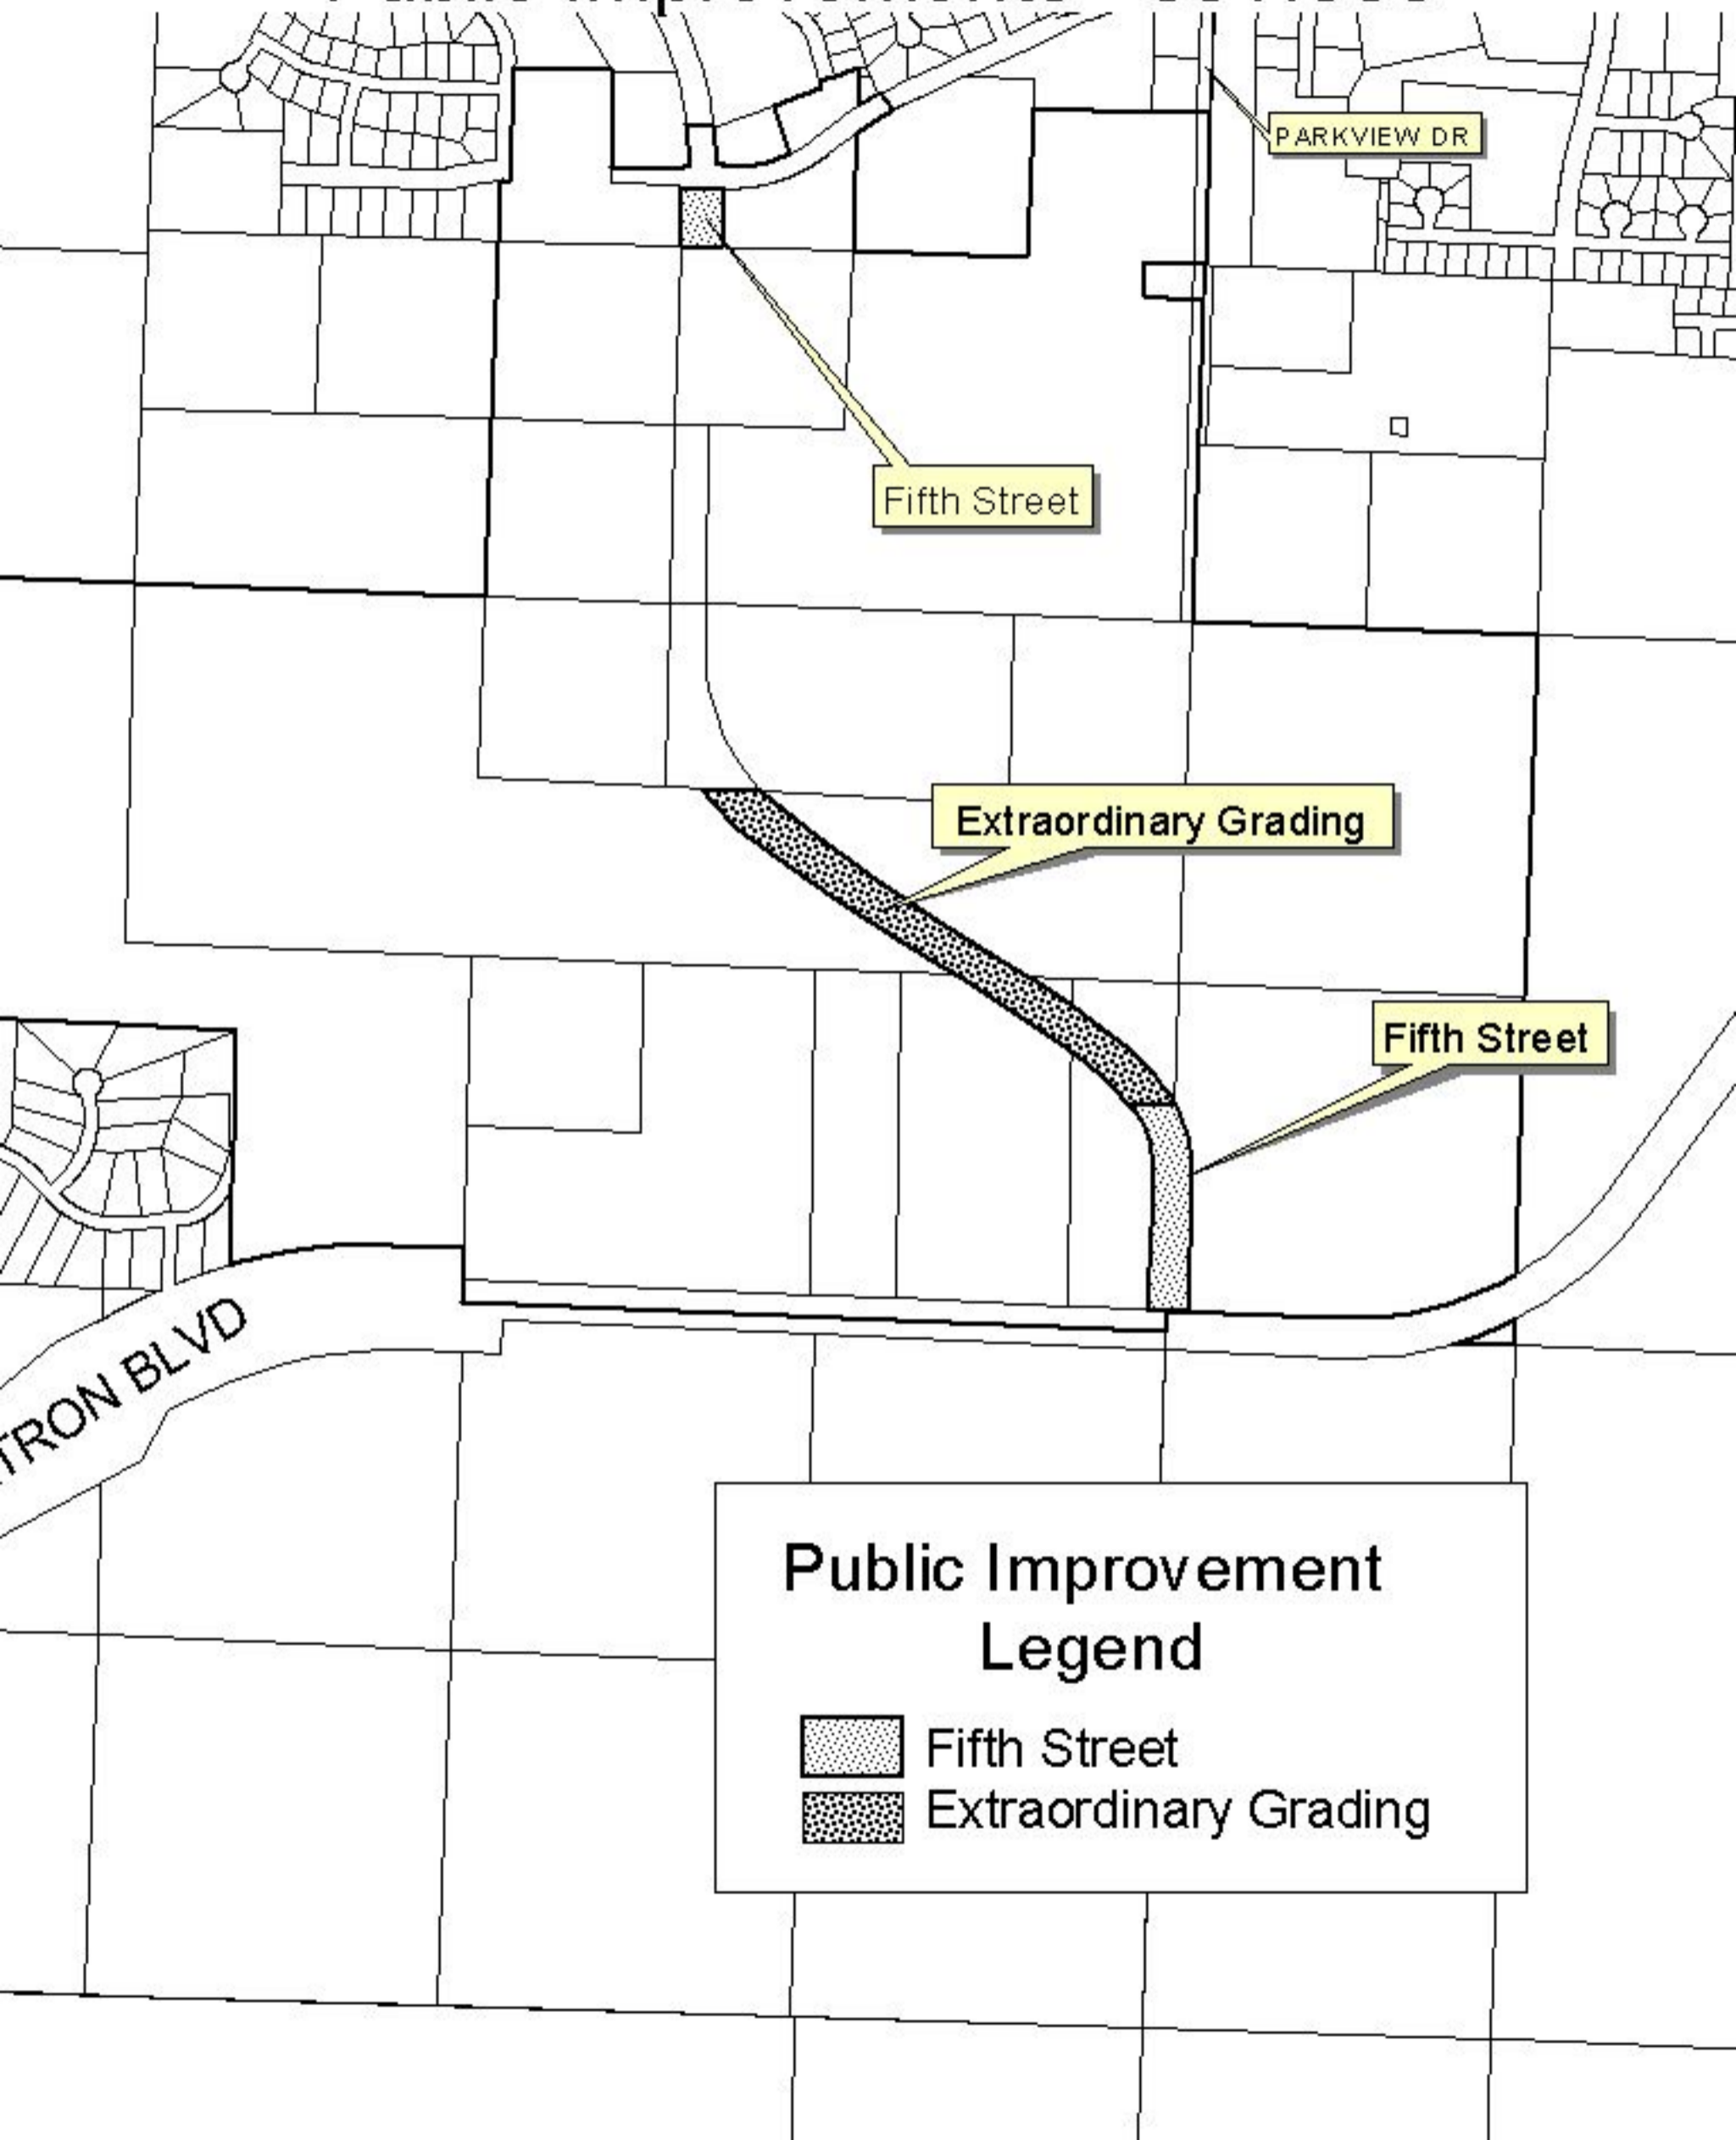 PARKVIEW DR
Fifth Street
Extraordinary Grading
Fifth Street
TRON BLVD
Public Improvement
Legend
Fifth Street
Extraordinary Grading